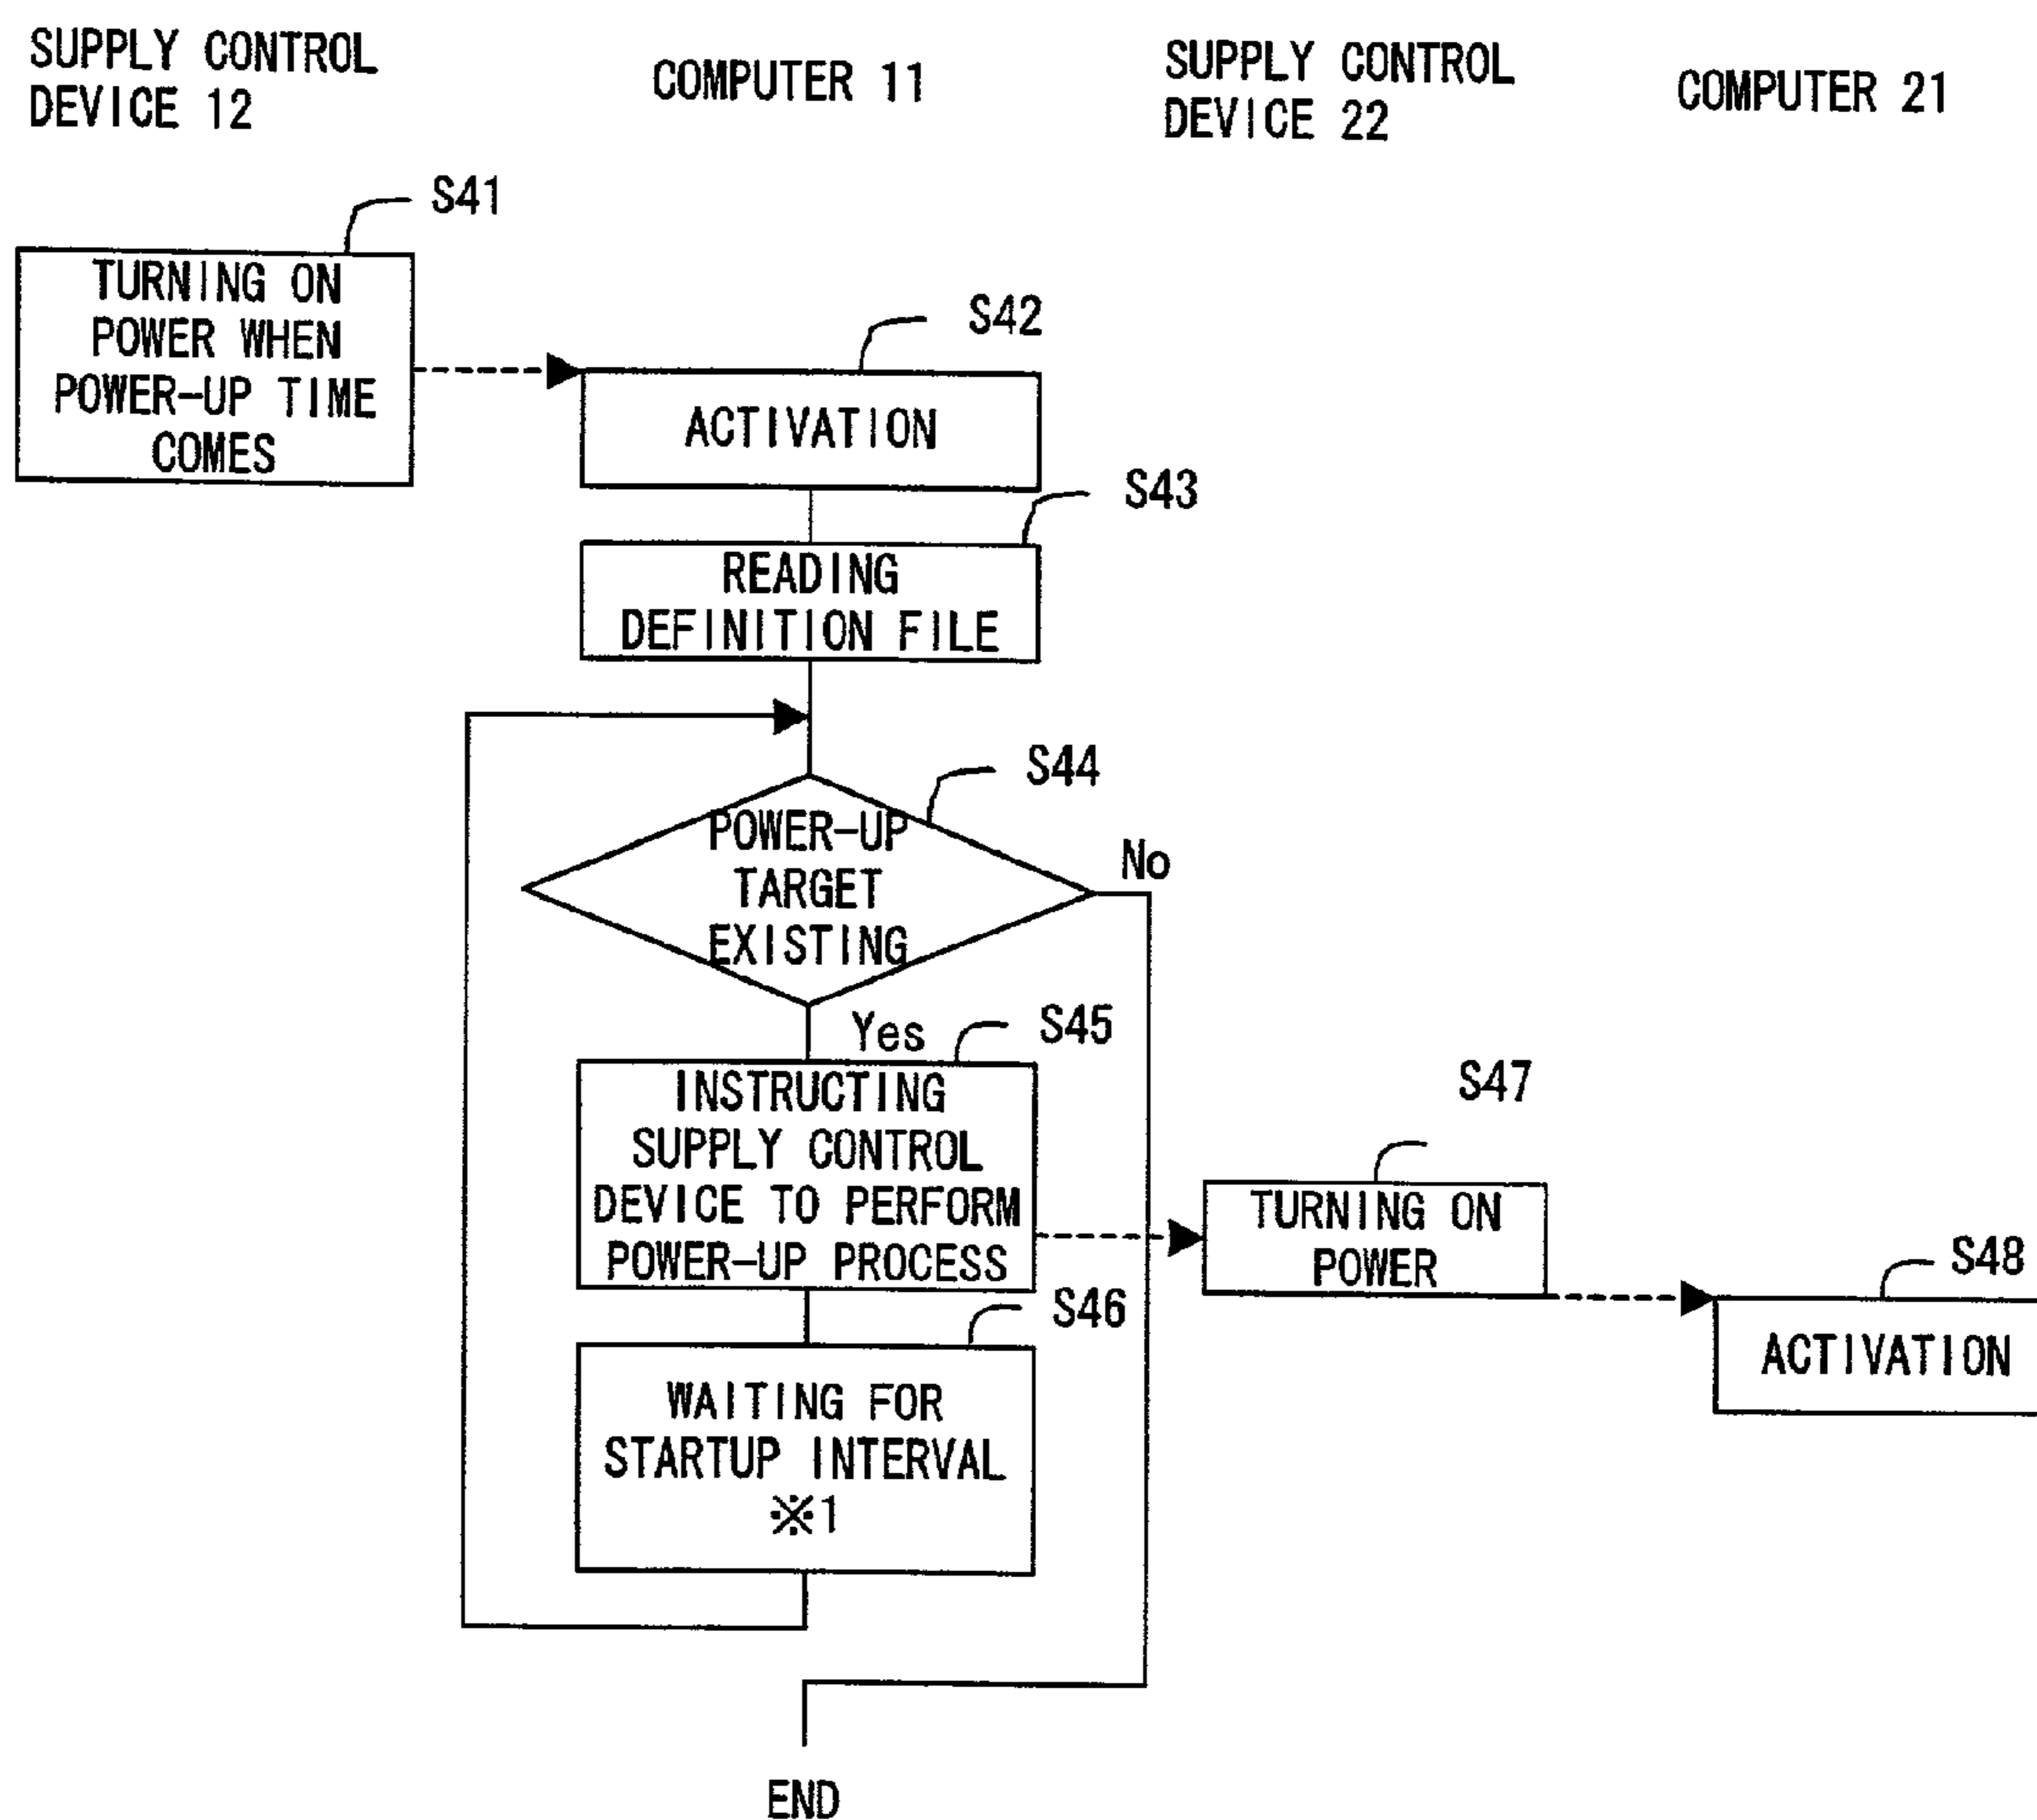 SUPPLY CONTROL
DEVICE 12
COMPUTER 11
SUPPLY CONTROL
DEVICE 22
COMPUTER 21
S41
TURNING ON
POWER WHEN
POWER-UP TIME
COMES
S42
ACTIVATION
S43
READING
DEFINITION FILE
S44
POWER-UP
TARGET
EXISTING
No
Yes
S45
INSTRUCTING
SUPPLY CONTROL
DEVICE TO PERFORM
POWER-UP PROCESS
S47
TURNING ON
POWER
S48
ACTIVATION
S46
WAITING FOR
STARTUP INTERVAL
※1
END